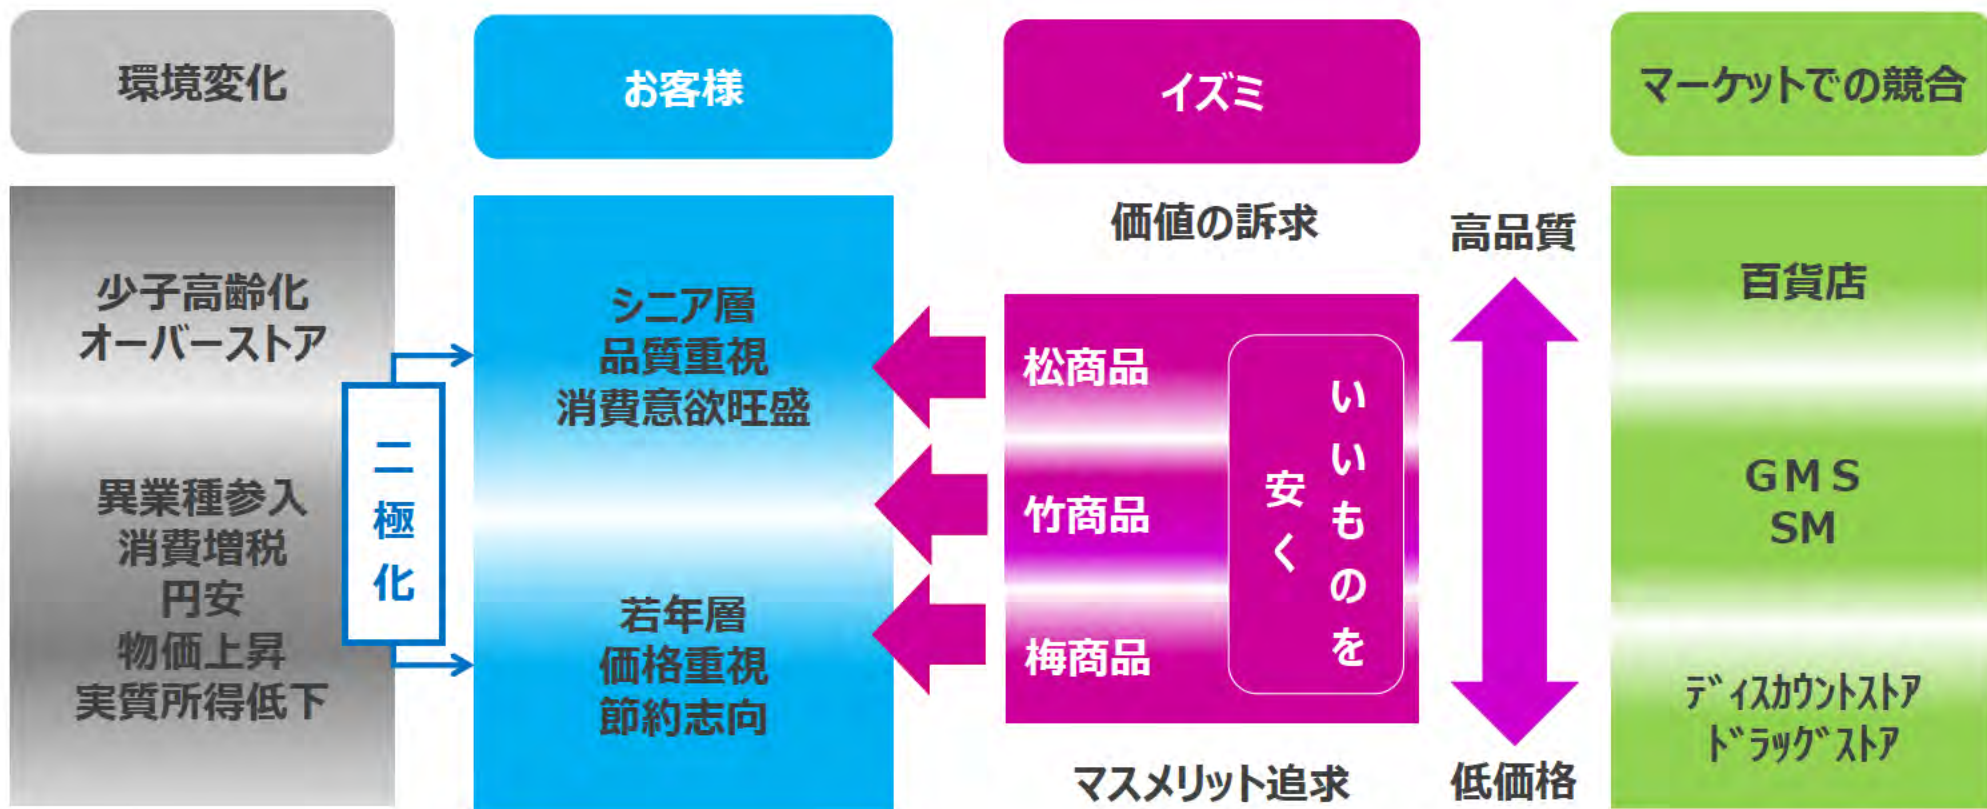 環境変化
少子高齢化
オーバーストア
異業種参入
消費増税
円安
物価上昇
実質所得低下
二極化
お客様
シニア層
品質重視
消費意欲旺盛
若年層
価格重視
節約志向
イズミ
価値の訴求
松商品
竹商品
梅商品
いいものを
安く
マスメリット追求
高品質
低価格
マーケットでの競合
百貨店
ＧＭＳ
SM
ﾃﾞｨｽｶｳﾝﾄｽﾄｱ
ﾄﾞﾗｯｸﾞｽﾄｱ